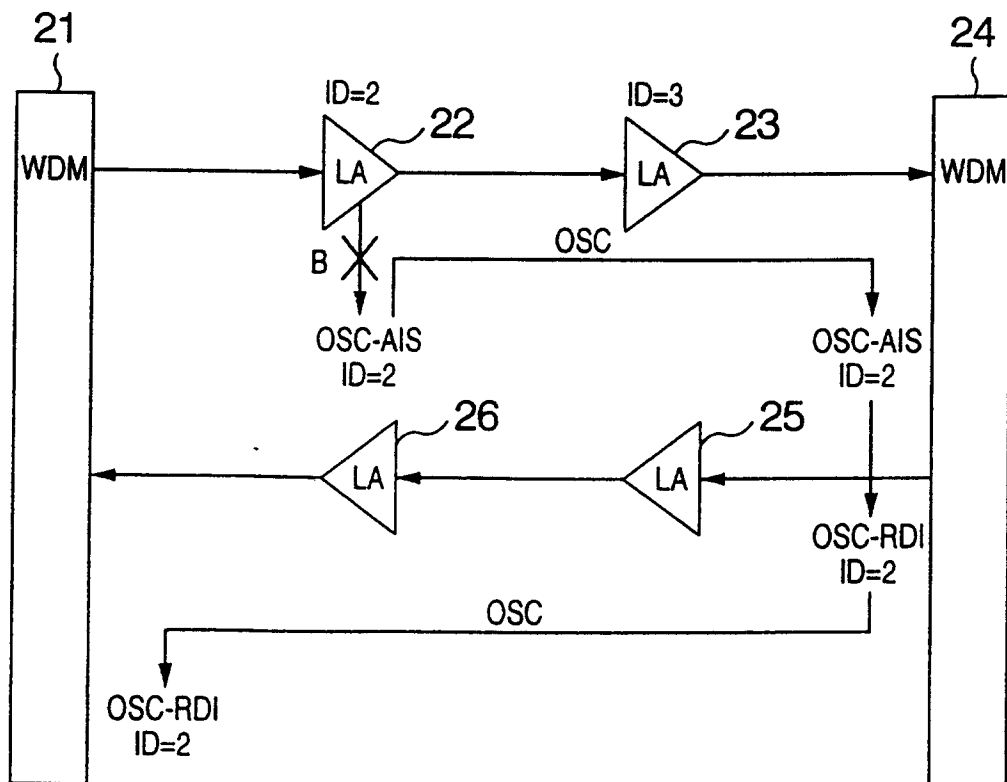 21
24
ID=2
ID=3
22
23
WDM
LA
LA
WDM
B
OSC
OSC-AIS
ID=2
OSC-AIS
ID=2
26
25
LA
LA
OSC-RDI
ID=2
OSC
OSC-RDI
ID=2